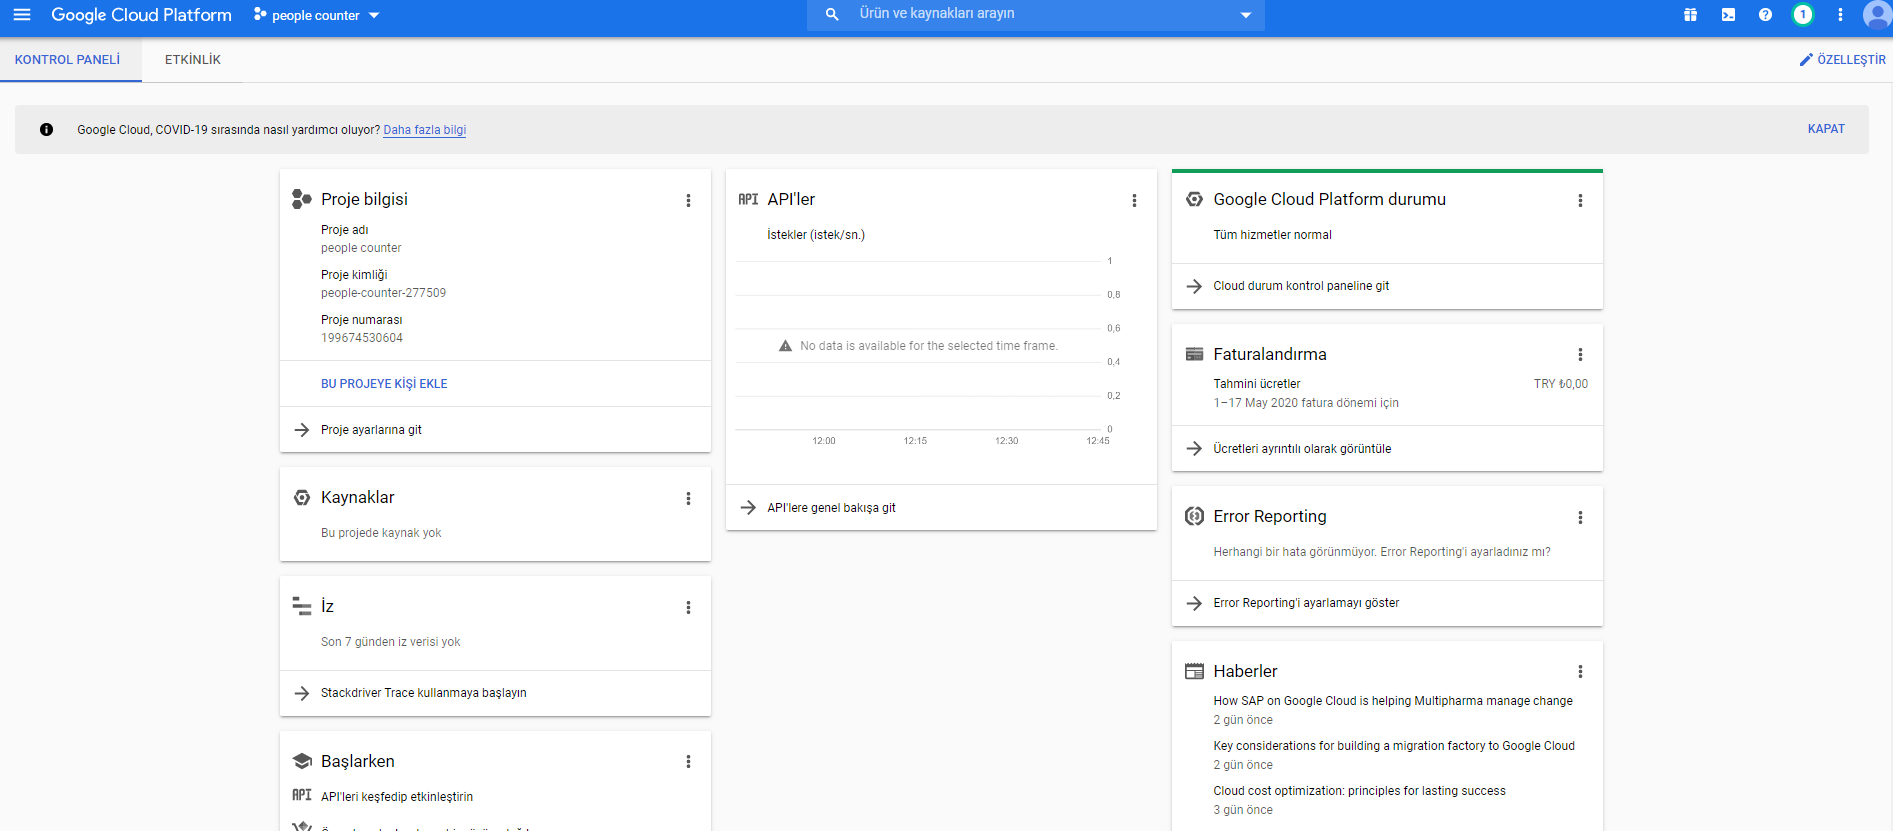 Google Cloud Platform
people counter
Ürün ve kaynakları arayın
1
KONTROL PANELİ
ETKİNLİK
ÖZELLEŞTİR
Google Cloud, COVID-19 sırasında nasıl yardımcı oluyor? Daha fazla bilgi
KAPAT
Proje bilgisi
Proje adı
people counter
Proje kimliği
people-counter-277509
Proje numarası
199674530604
BU PROJEYE KİŞİ EKLE
Proje ayarlarına git
Kaynaklar
Bu projede kaynak yok
İz
Son 7 günden iz verisi yok
Stackdriver Trace kullanmaya başlayın
Başlarken
API API'leri keşfedip etkinleştirin
API API'ler
İstekler (istek/sn.)
1
0,8
0,6
No data is available for the selected time frame.
0,4
0,2
0
12:00 12:15 12:30 12:45
API'lere genel bakışa git
Google Cloud Platform durumu
Tüm hizmetler normal
Cloud durum kontrol paneline git
Faturalandırma
Tahmini ücretler TRY ₺0,00
1–17 May 2020 fatura dönemi için
Ücretleri ayrıntılı olarak görüntüle
Error Reporting
Herhangi bir hata görünmüyor. Error Reporting'i ayarladınız mı?
Error Reporting'i ayarlamayı göster
Haberler
How SAP on Google Cloud is helping Multipharma manage change
2 gün önce
Key considerations for building a migration factory to Google Cloud
2 gün önce
Cloud cost optimization: principles for lasting success
3 gün önce